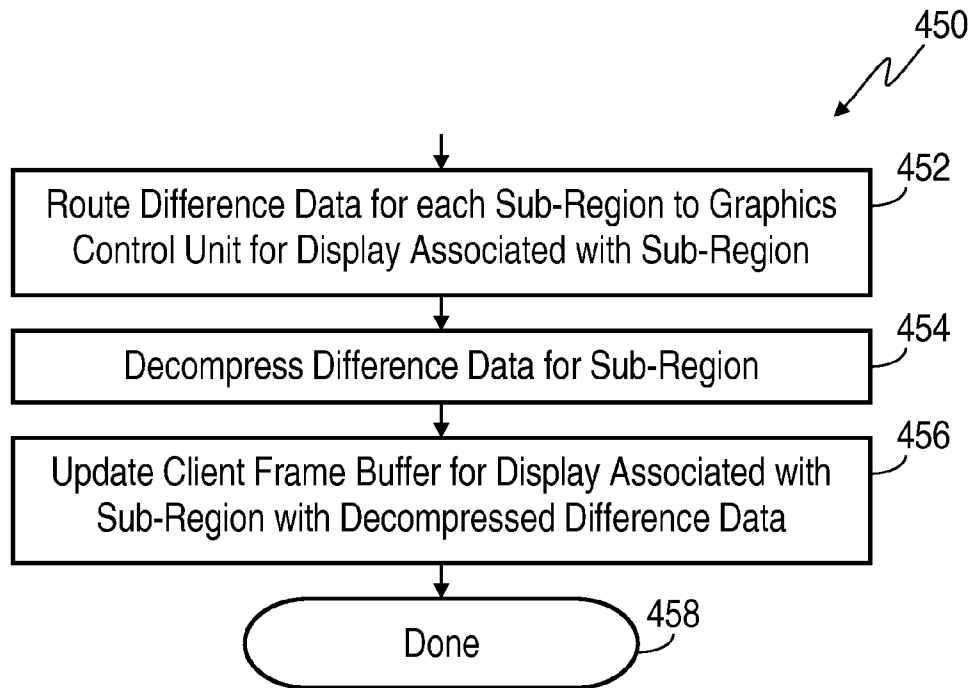 450
452
Route Difference Data for each Sub-Region to Graphics
Control Unit for Display Associated with Sub-Region
454
Decompress Difference Data for Sub-Region
456
Update Client Frame Buffer for Display Associated with
Sub-Region with Decompressed Difference Data
458
Done